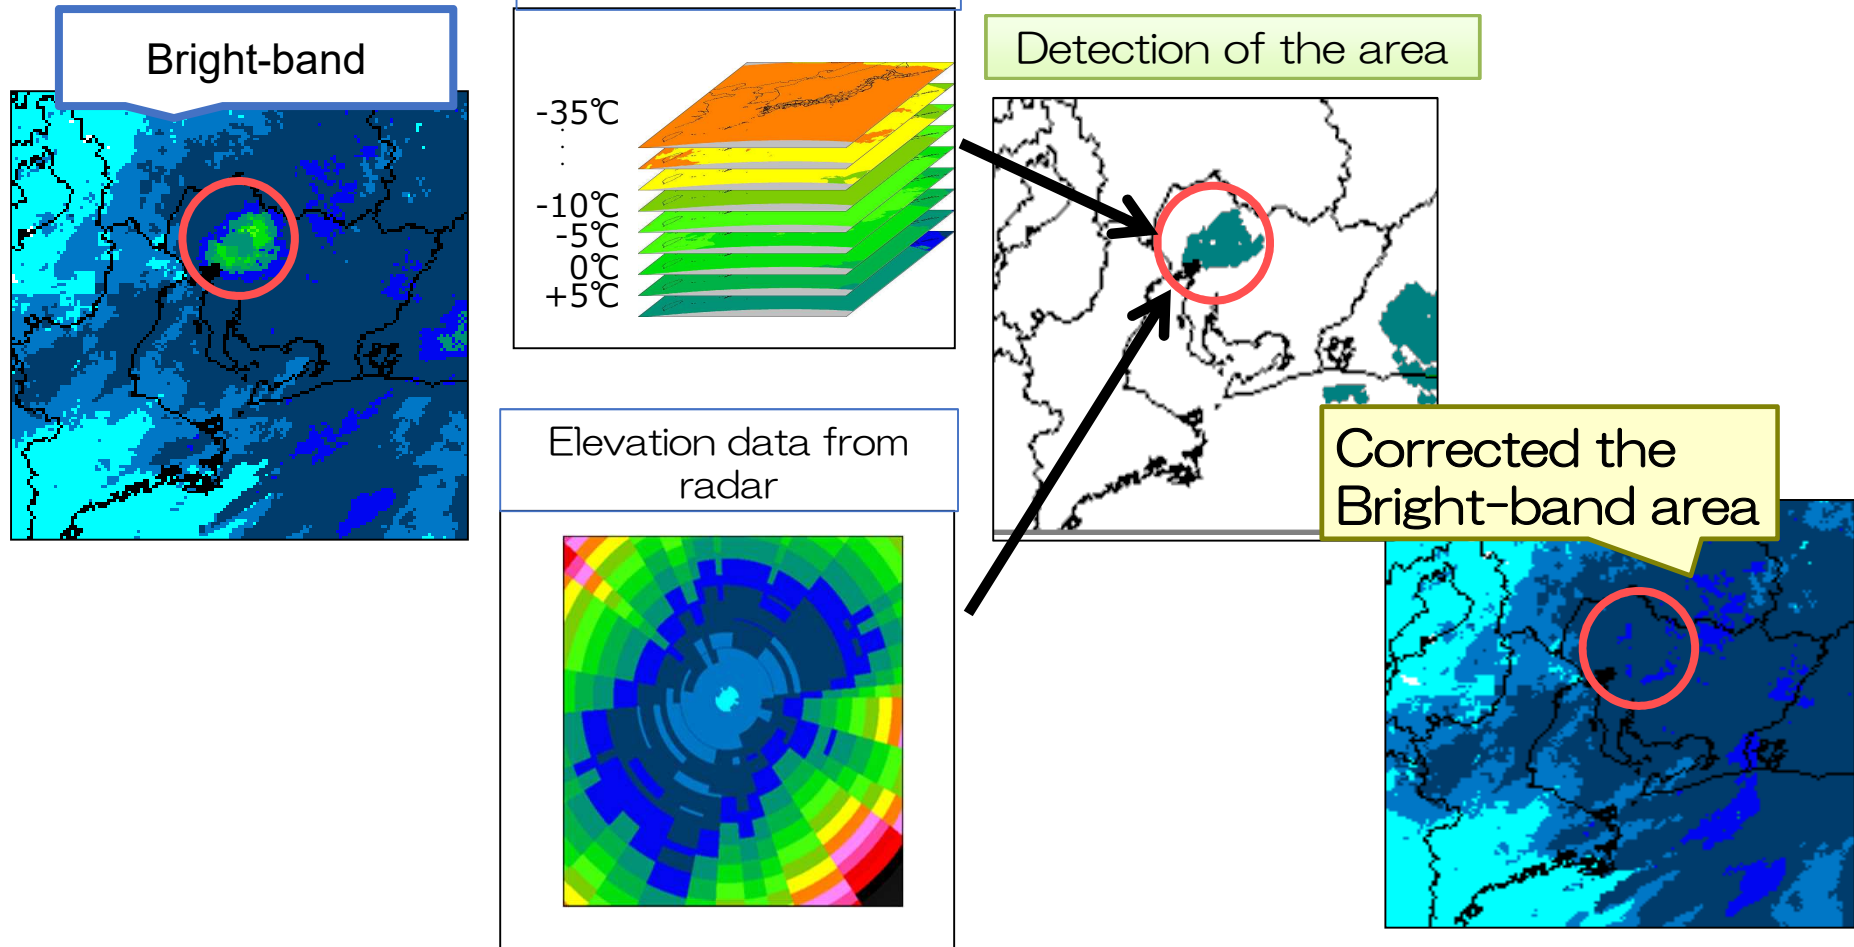 Bright-band
-35℃
.
.
.
-10℃
-5℃
0℃
+5℃
Detection of the area
Elevation data from
radar
Corrected the
Bright-band area